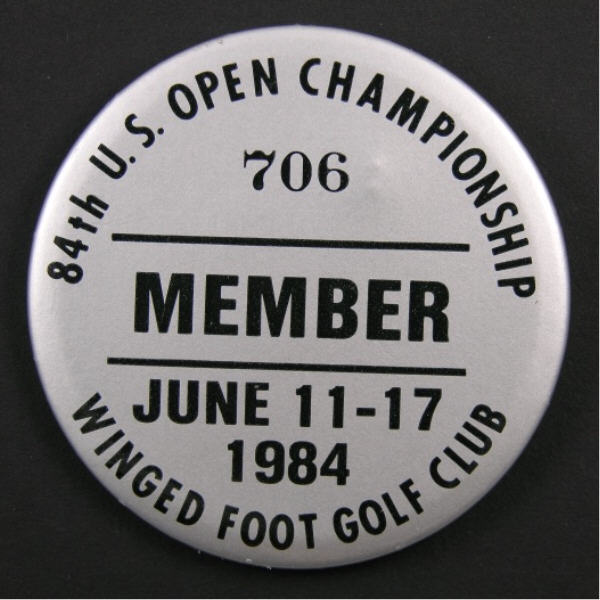 84th U.S. OPEN CHAMPIONSHIP
706
MEMBER
JUNE 11-17
1984
WINGED FOOT GOLF CLUB